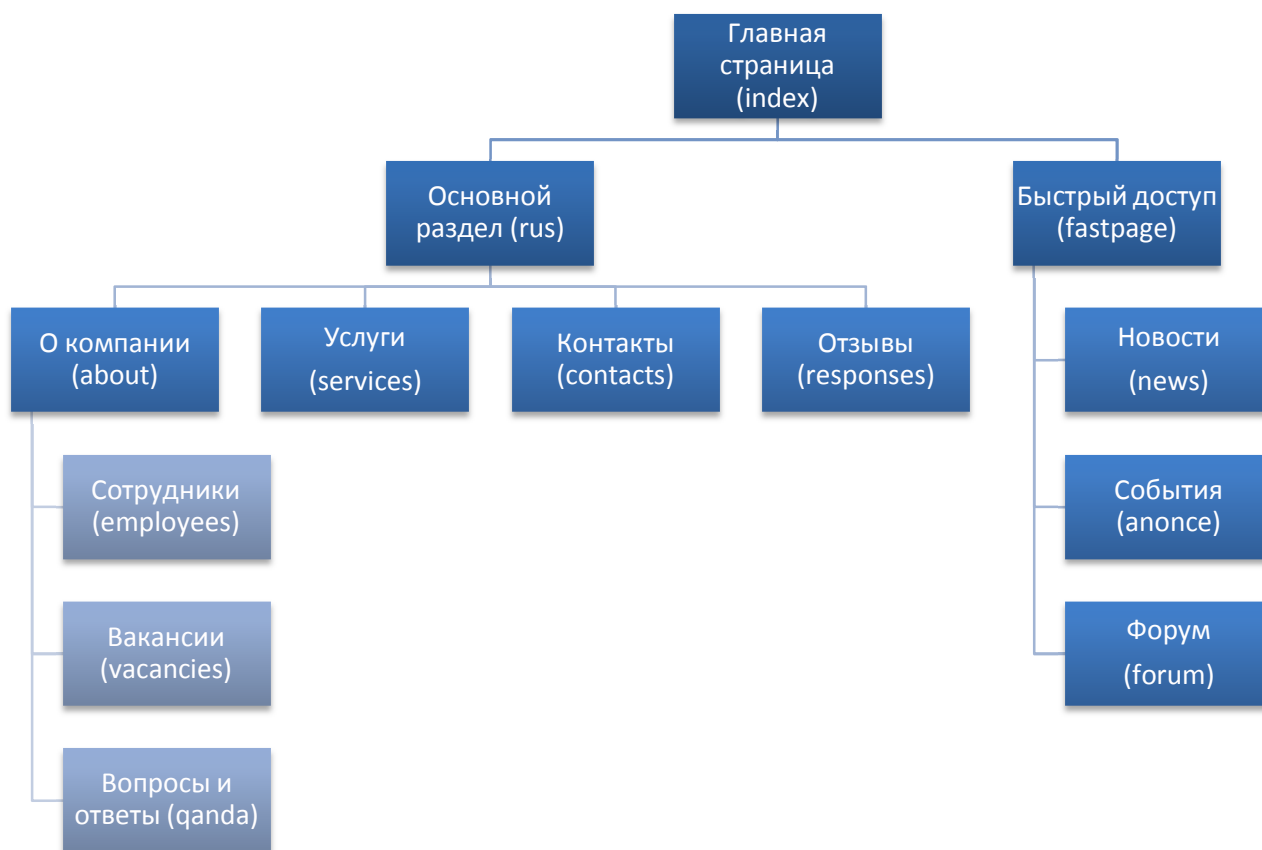 Главная
страница
(index)
Основной
раздел (rus)
Быстрый доступ
(fastpage)
О компании
(about)
Услуги
(services)
Контакты
(contacts)
Отзывы
(responses)
Новости
(news)
Сотрудники
(employees)
События
(anonce)
Вакансии
(vacancies)
Форум
(forum)
Вопросы и
ответы (qanda)